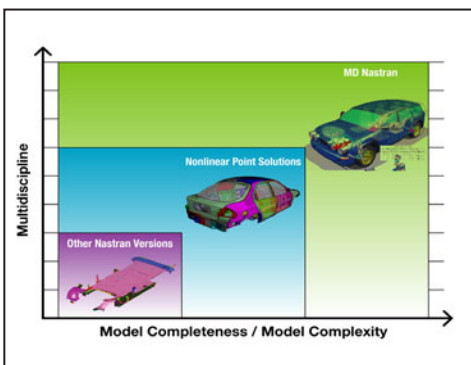 MD Nastran
Nonlinear Point Solutions
Other Nastran Versions
Multidiscipline
Model Completeness / Model Complexity